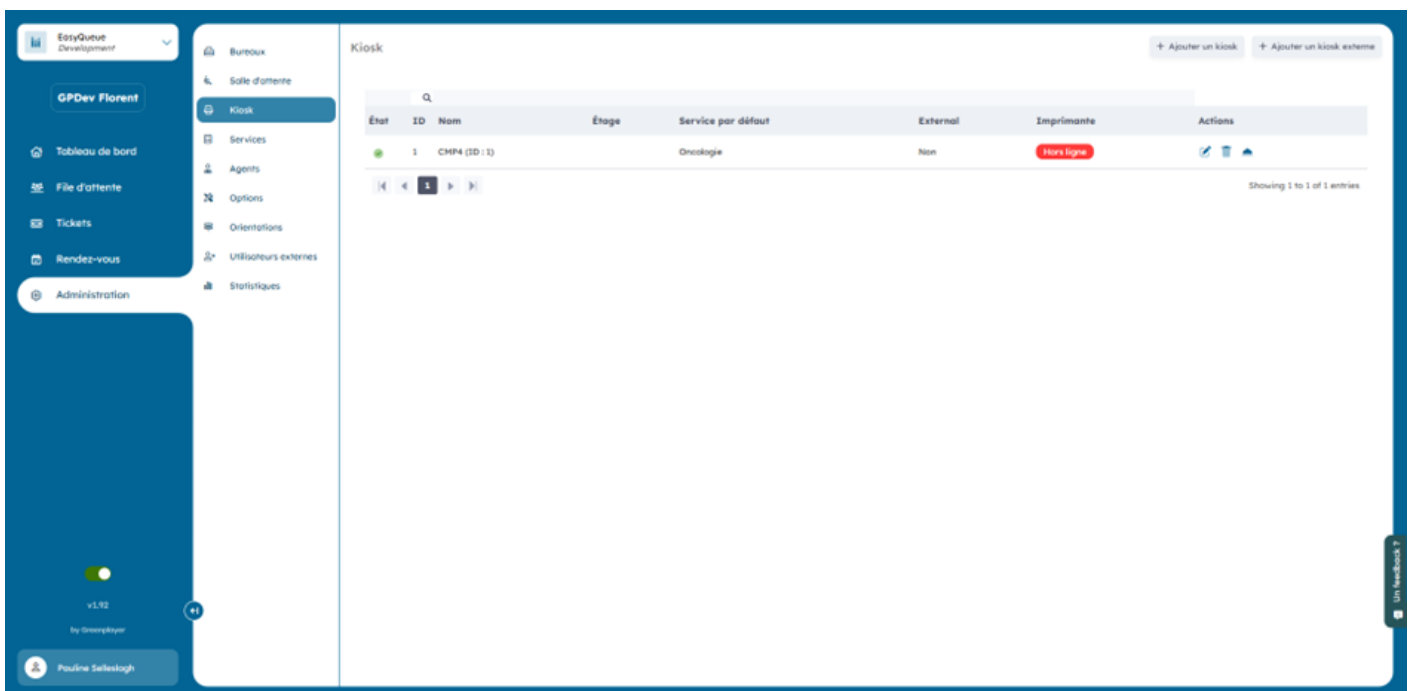 EasyQueue
Development
GPDev Florent
Tableau de bord
File d'attente
Tickets
Rendez-vous
Administration
v1.92
by Greenplayer
Pauline Selleslagh
Bureaux
Salle d'attente
Kiosk
Services
Agents
Options
Orientations
Utilisateurs externes
Statistiques
Kiosk
+ Ajouter un kiosk
+ Ajouter un kiosk externe
État ID Nom Étage Service par défaut External Imprimante Actions
1 CMP4 (ID : 1) Oncologie Non Hors ligne
1
Showing 1 to 1 of 1 entries
Un feedback ?